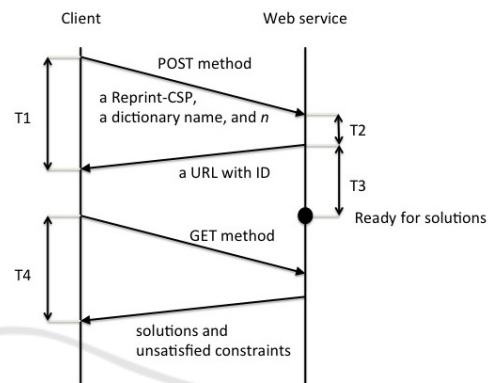 Client
Web service
POST method
a Reprint-CSP,
a dictionary name, and n
T1
T2
a URL with ID
T3
Ready for solutions
GET method
T4
solutions and
unsatisfied constraints